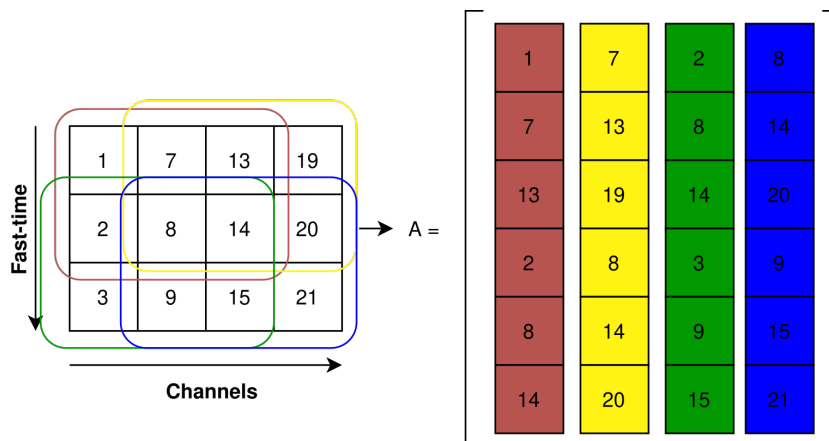 Fast-time
1 7 13 19
2 8 14 20
3 9 15 21
Channels
A =
1 7 2 8
7 13 8 14
13 19 14 20
2 8 3 9
8 14 9 15
14 20 15 21